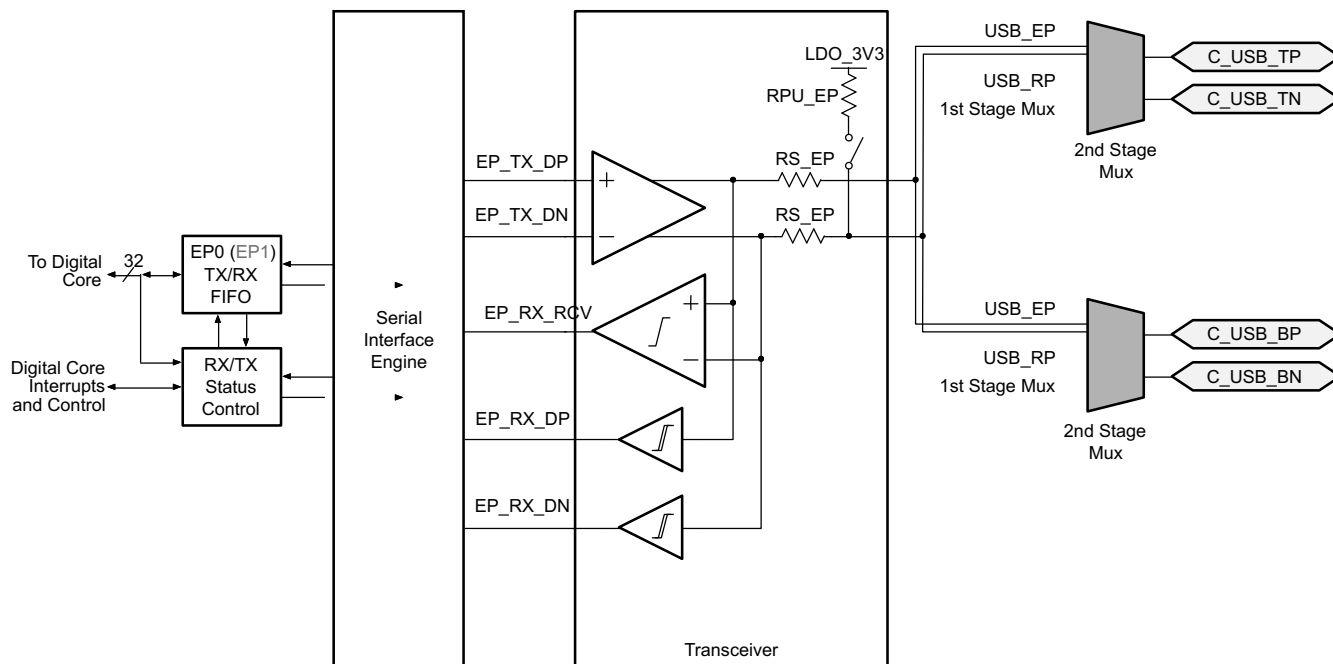 To Digital
Core
32
EP0 (EP1)
TX/RX
FIFO
Digital Core
Interrupts
and Control
RX/TX
Status
Control
Serial
Interface
Engine
EP_TX_DP
EP_TX_DN
EP_RX_RCV
EP_RX_DP
EP_RX_DN
+
−
+
−
LDO_3V3
RPU_EP
RS_EP
RS_EP
Transceiver
USB_EP
USB_RP
1st Stage Mux
2nd Stage
Mux
C_USB_TP
C_USB_TN
USB_EP
USB_RP
1st Stage Mux
2nd Stage
Mux
C_USB_BP
C_USB_BN